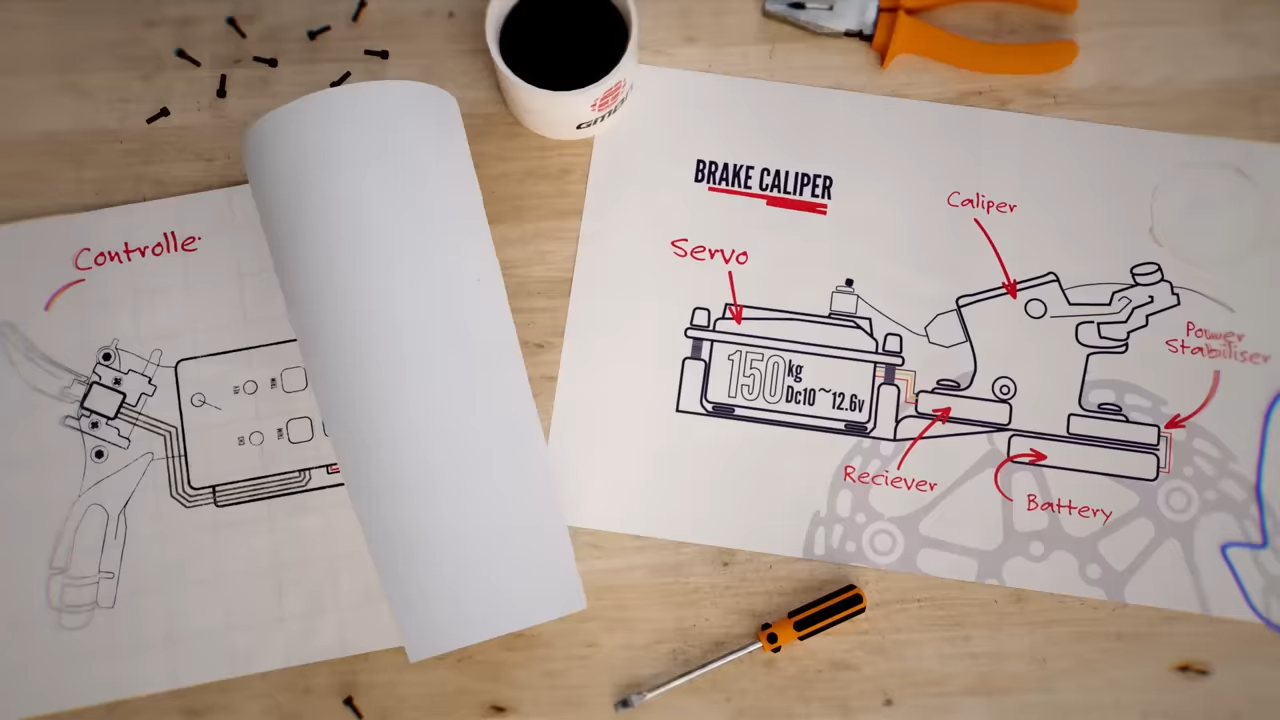 Controlle
BRAKE CALIPER
Caliper
Servo
Power
Stabiliser
150 kg
Dc10~12.6v
Reciever
Battery